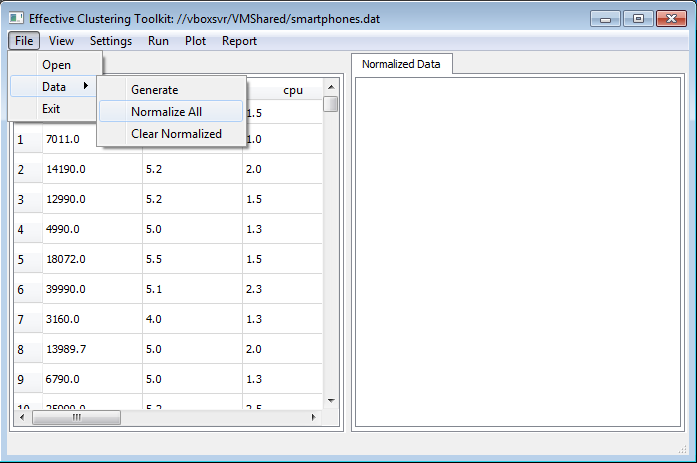 Effective Clustering Toolkit: //vboxsvr/VMShared/smartphones.dat
File View Settings Run Plot Report
Open
Data
Exit
Generate
Normalize All
Clear Normalized
Normalized Data
cpu
1.5
1 7011.0 1.0
2 14190.0 5.2 2.0
3 12990.0 5.2 1.5
4 4990.0 5.0 1.3
5 18072.0 5.5 1.5
6 39990.0 5.1 2.3
7 3160.0 4.0 1.3
8 13989.7 5.0 2.0
9 6790.0 5.0 1.3
10 25990.0 5.2 2.5